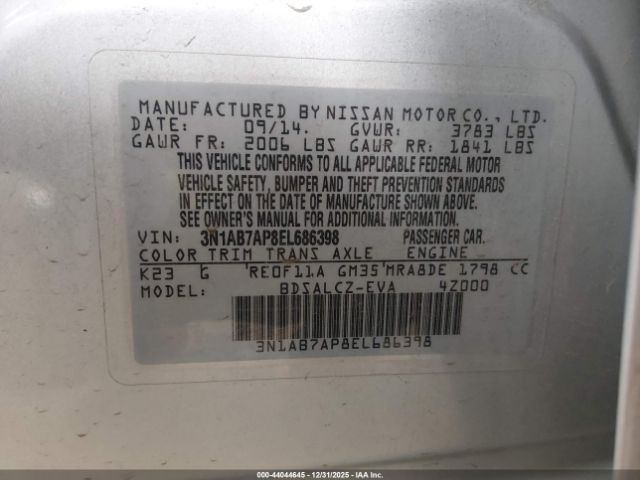 MANUFACTURED BY NISSAN MOTOR CO., LTD.
DATE: 09/14. GVWR: 3783 LBS
GAWR FR: 2006 LBS GAWR RR: 1841 LBS
THIS VEHICLE CONFORMS TO ALL APPLICABLE FEDERAL MOTOR
VEHICLE SAFETY, BUMPER AND THEFT PREVENTION STANDARDS
IN EFFECT ON THE DATE OF MANUFACTURE SHOWN ABOVE.
SEE OWNER'S MANUAL FOR ADDITIONAL INFORMATION.
VIN: 3N1AB7AP8EL686398 PASSENGER CAR.
COLOR TRIM TRANS AXLE ENGINE
K23 G 'RE0F11A GM35'MRA8DE 1798 CC
MODEL: BDSALCZ-EVA 4Z000
3N1AB7AP8EL686398
000-44044645 - 12/31/2025 - IAA Inc.